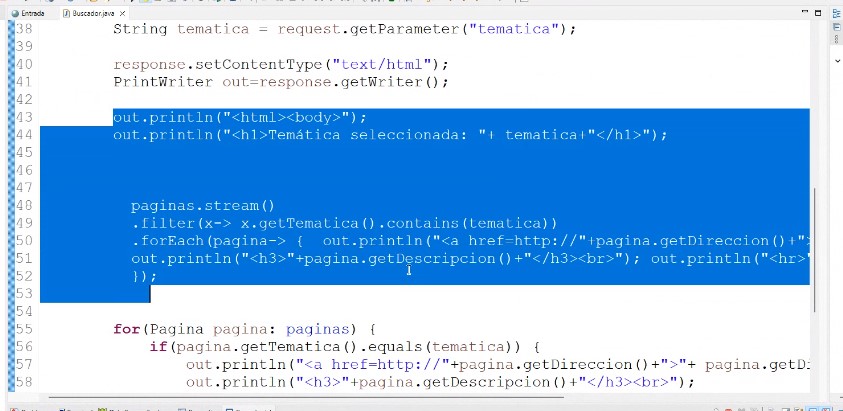 Entrada Buscador.java
38 String tematica = request.getParameter("tematica");
39
40 response.setContentType("text/html");
41 PrintWriter out=response.getWriter();
42
43 out.println("<html><body>");
44 out.println("<h1>Temática seleccionada: "+ tematica+"</h1>");
45
46
47
48 paginas.stream()
49 .filter(x-> x.getTematica().contains(tematica))
50 .forEach(pagina-> { out.println("<a href=http://"+pagina.getDireccion()+">
51 out.println("<h3>"+pagina.getDescripcion()+"</h3><br>"); out.println("<hr>"
52 });
53
54
55 for(Pagina pagina: paginas) {
56 if(pagina.getTematica().equals(tematica)) {
57 out.println("<a href=http://"+pagina.getDireccion()+">"+ pagina.getDi
58 out.println("<h3>"+pagina.getDescripcion()+"</h3><br>");